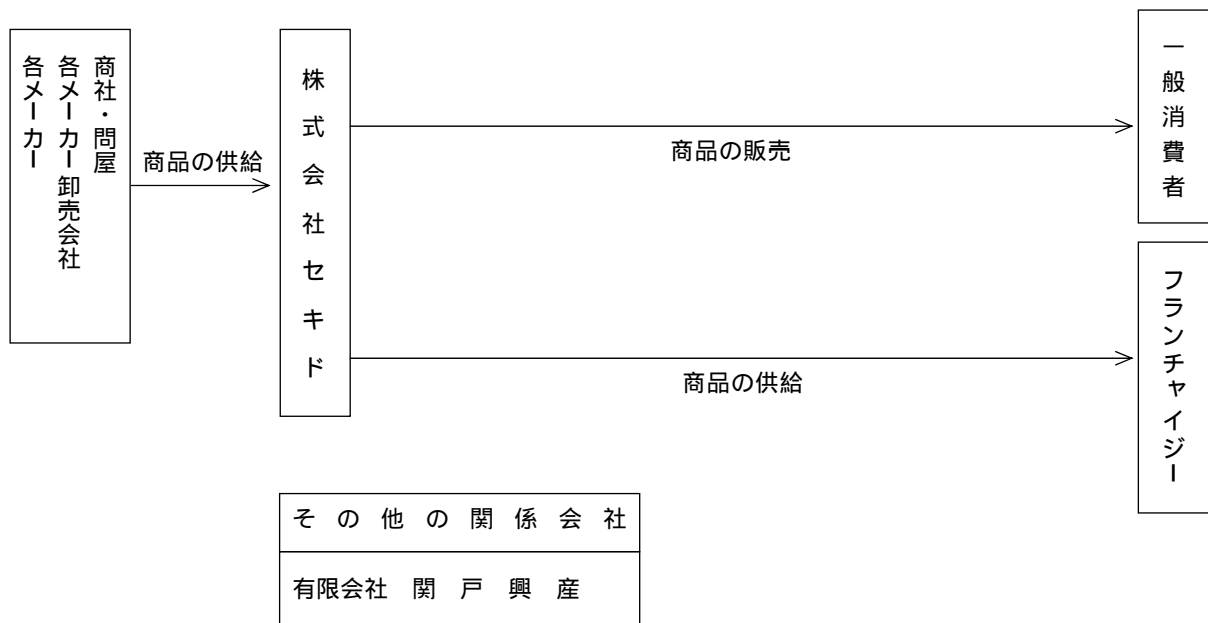 商社・問屋
各メーカー卸売会社
各メーカー
商品の供給
株式会社セキド
商品の販売
一般消費者
商品の供給
フランチャイジー
その他の関係会社
有限会社 関戸興産